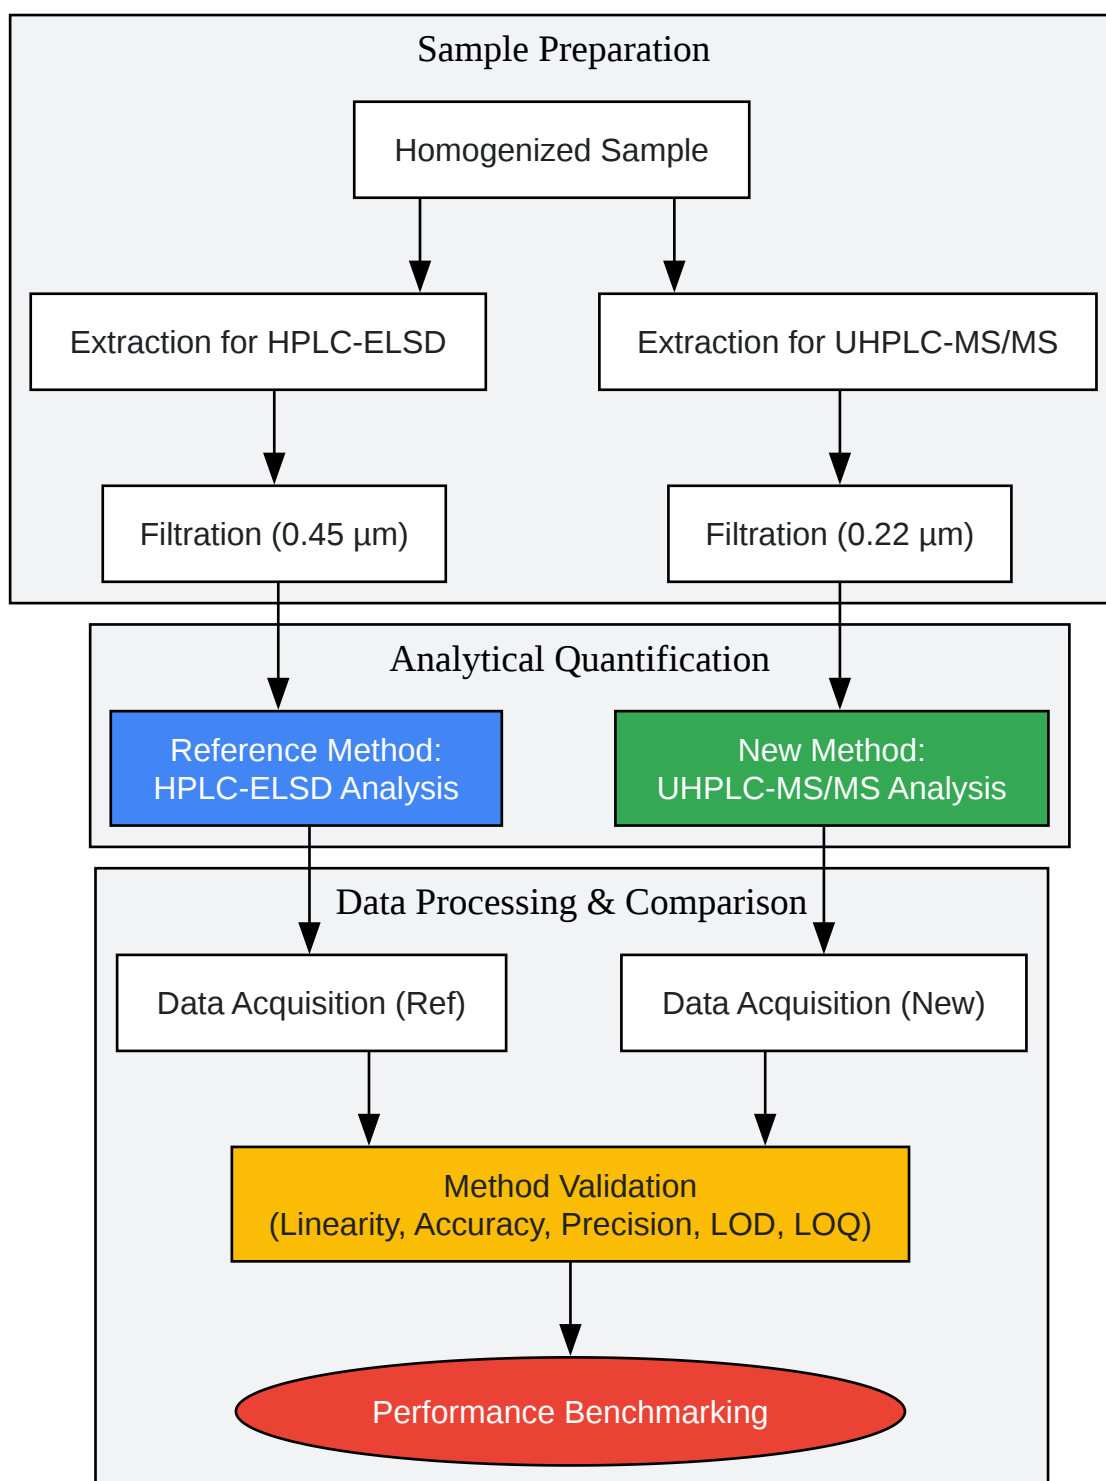 Sample Preparation
Homogenized Sample
Extraction for HPLC-ELSD
Extraction for UHPLC-MS/MS
Filtration (0.45 µm)
Filtration (0.22 µm)
Analytical Quantification
Reference Method:
HPLC-ELSD Analysis
New Method:
UHPLC-MS/MS Analysis
Data Processing & Comparison
Data Acquisition (Ref)
Data Acquisition (New)
Method Validation
(Linearity, Accuracy, Precision, LOD, LOQ)
Performance Benchmarking